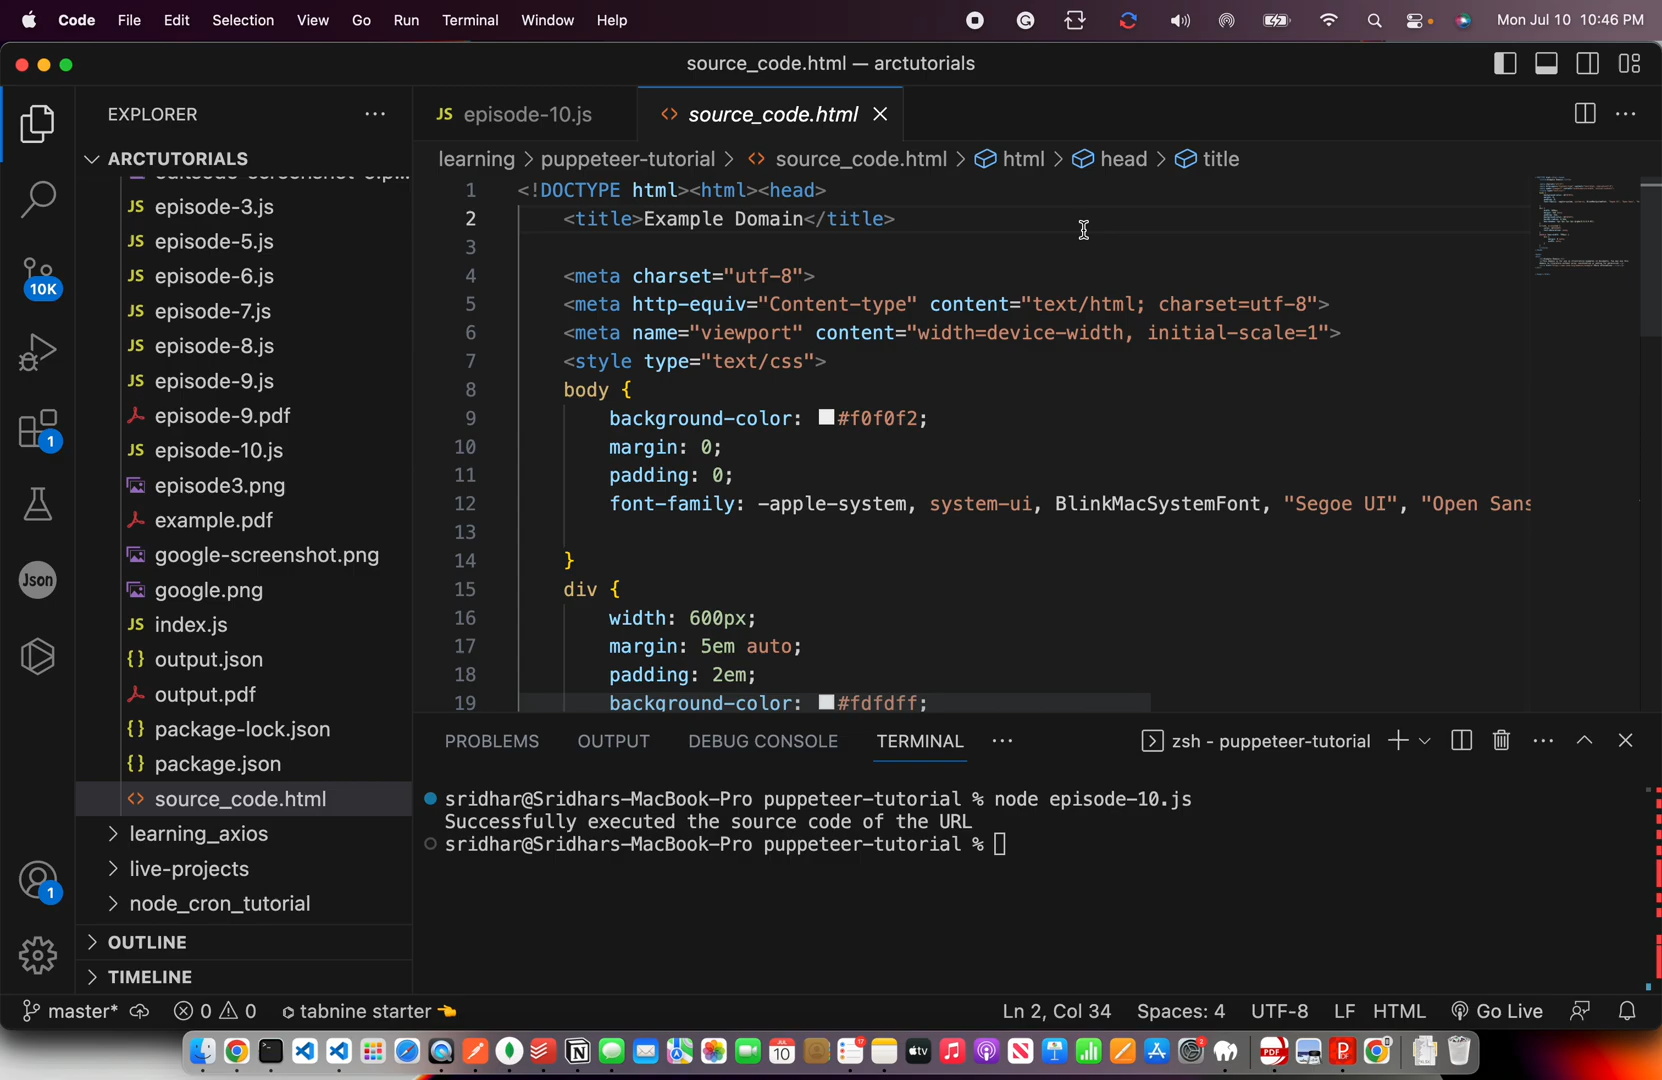 Code File Edit Selection View Go Run Terminal Window Help Mon Jul 10 10:46 PM
source_code.html — arctutorials
EXPLORER
ARCTUTORIALS
episode-3.js
episode-5.js
episode-6.js
episode-7.js
episode-8.js
episode-9.js
episode-9.pdf
episode-10.js
episode3.png
example.pdf
google-screenshot.png
google.png
index.js
output.json
output.pdf
package-lock.json
package.json
source_code.html
learning_axios
live-projects
node_cron_tutorial
OUTLINE
TIMELINE
10K
1
Json
1
JS episode-10.js
<> source_code.html
learning > puppeteer-tutorial > <> source_code.html > html > head > title
1 <!DOCTYPE html><html><head>
2 <title>Example Domain</title>
3
4 <meta charset="utf-8">
5 <meta http-equiv="Content-type" content="text/html; charset=utf-8">
6 <meta name="viewport" content="width=device-width, initial-scale=1">
7 <style type="text/css">
8 body {
9 background-color: #f0f0f2;
10 margin: 0;
11 padding: 0;
12 font-family: -apple-system, system-ui, BlinkMacSystemFont, "Segoe UI", "Open Sans
13
14 }
15 div {
16 width: 600px;
17 margin: 5em auto;
18 padding: 2em;
19 background-color: #fdfdff;
PROBLEMS OUTPUT DEBUG CONSOLE TERMINAL zsh - puppeteer-tutorial
sridhar@Sridhars-MacBook-Pro puppeteer-tutorial % node episode-10.js
Successfully executed the source code of the URL
sridhar@Sridhars-MacBook-Pro puppeteer-tutorial %
master* 0 0 tabnine starter Ln 2, Col 34 Spaces: 4 UTF-8 LF HTML Go Live